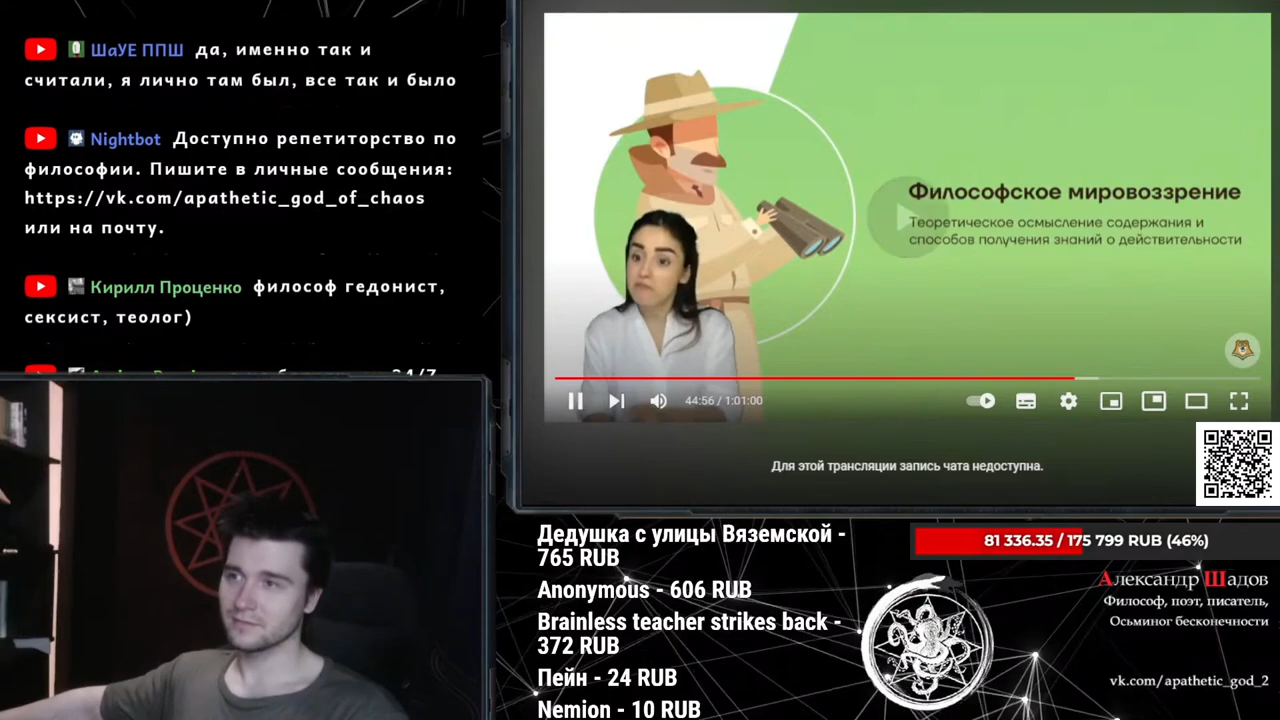 ШаУЕ ППШ да, именно так и
считали, я лично там был, все так и было
Nightbot Доступно репетиторство по
философии. Пишите в личные сообщения:
https://vk.com/apathetic_god_of_chaos
или на почту.
Кирилл Проценко философ гедонист,
сексист, теолог)
24/7
Философское мировоззрение
Теоретическое осмысление содержания и
способов получения знаний о действительности
44:56 / 1:01:00
Для этой трансляции запись чата недоступна.
Дедушка с улицы Вяземской -
765 RUB
Anonymous - 606 RUB
Brainless teacher strikes back -
372 RUB
Пейн - 24 RUB
Nemion - 10 RUB
81 336.35 / 175 799 RUB (46%)
Александр Шадов
Философ, поэт, писатель,
Осьминог бесконечности
vk.com/apathetic_god_2